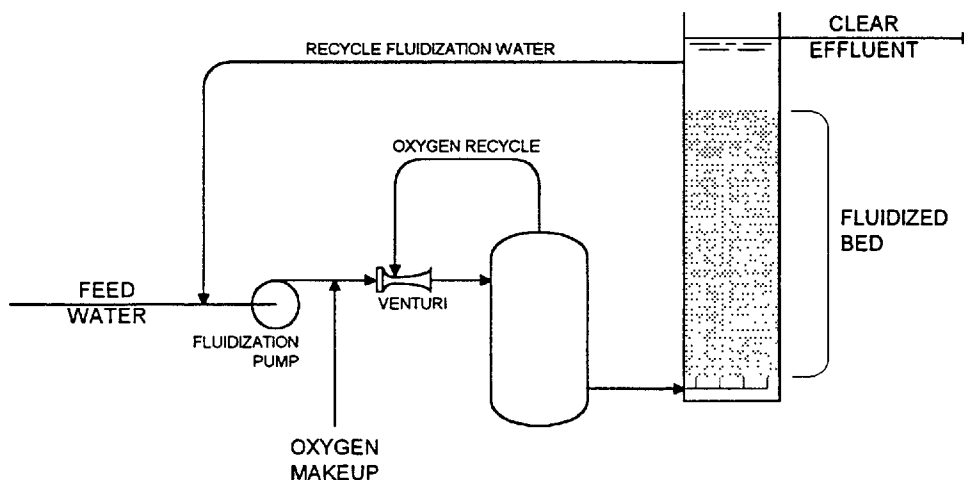 CLEAR
EFFLUENT
RECYCLE FLUIDIZATION WATER
OXYGEN RECYCLE
FLUIDIZED
BED
FEED
WATER
VENTURI
FLUIDIZATION
PUMP
OXYGEN
MAKEUP